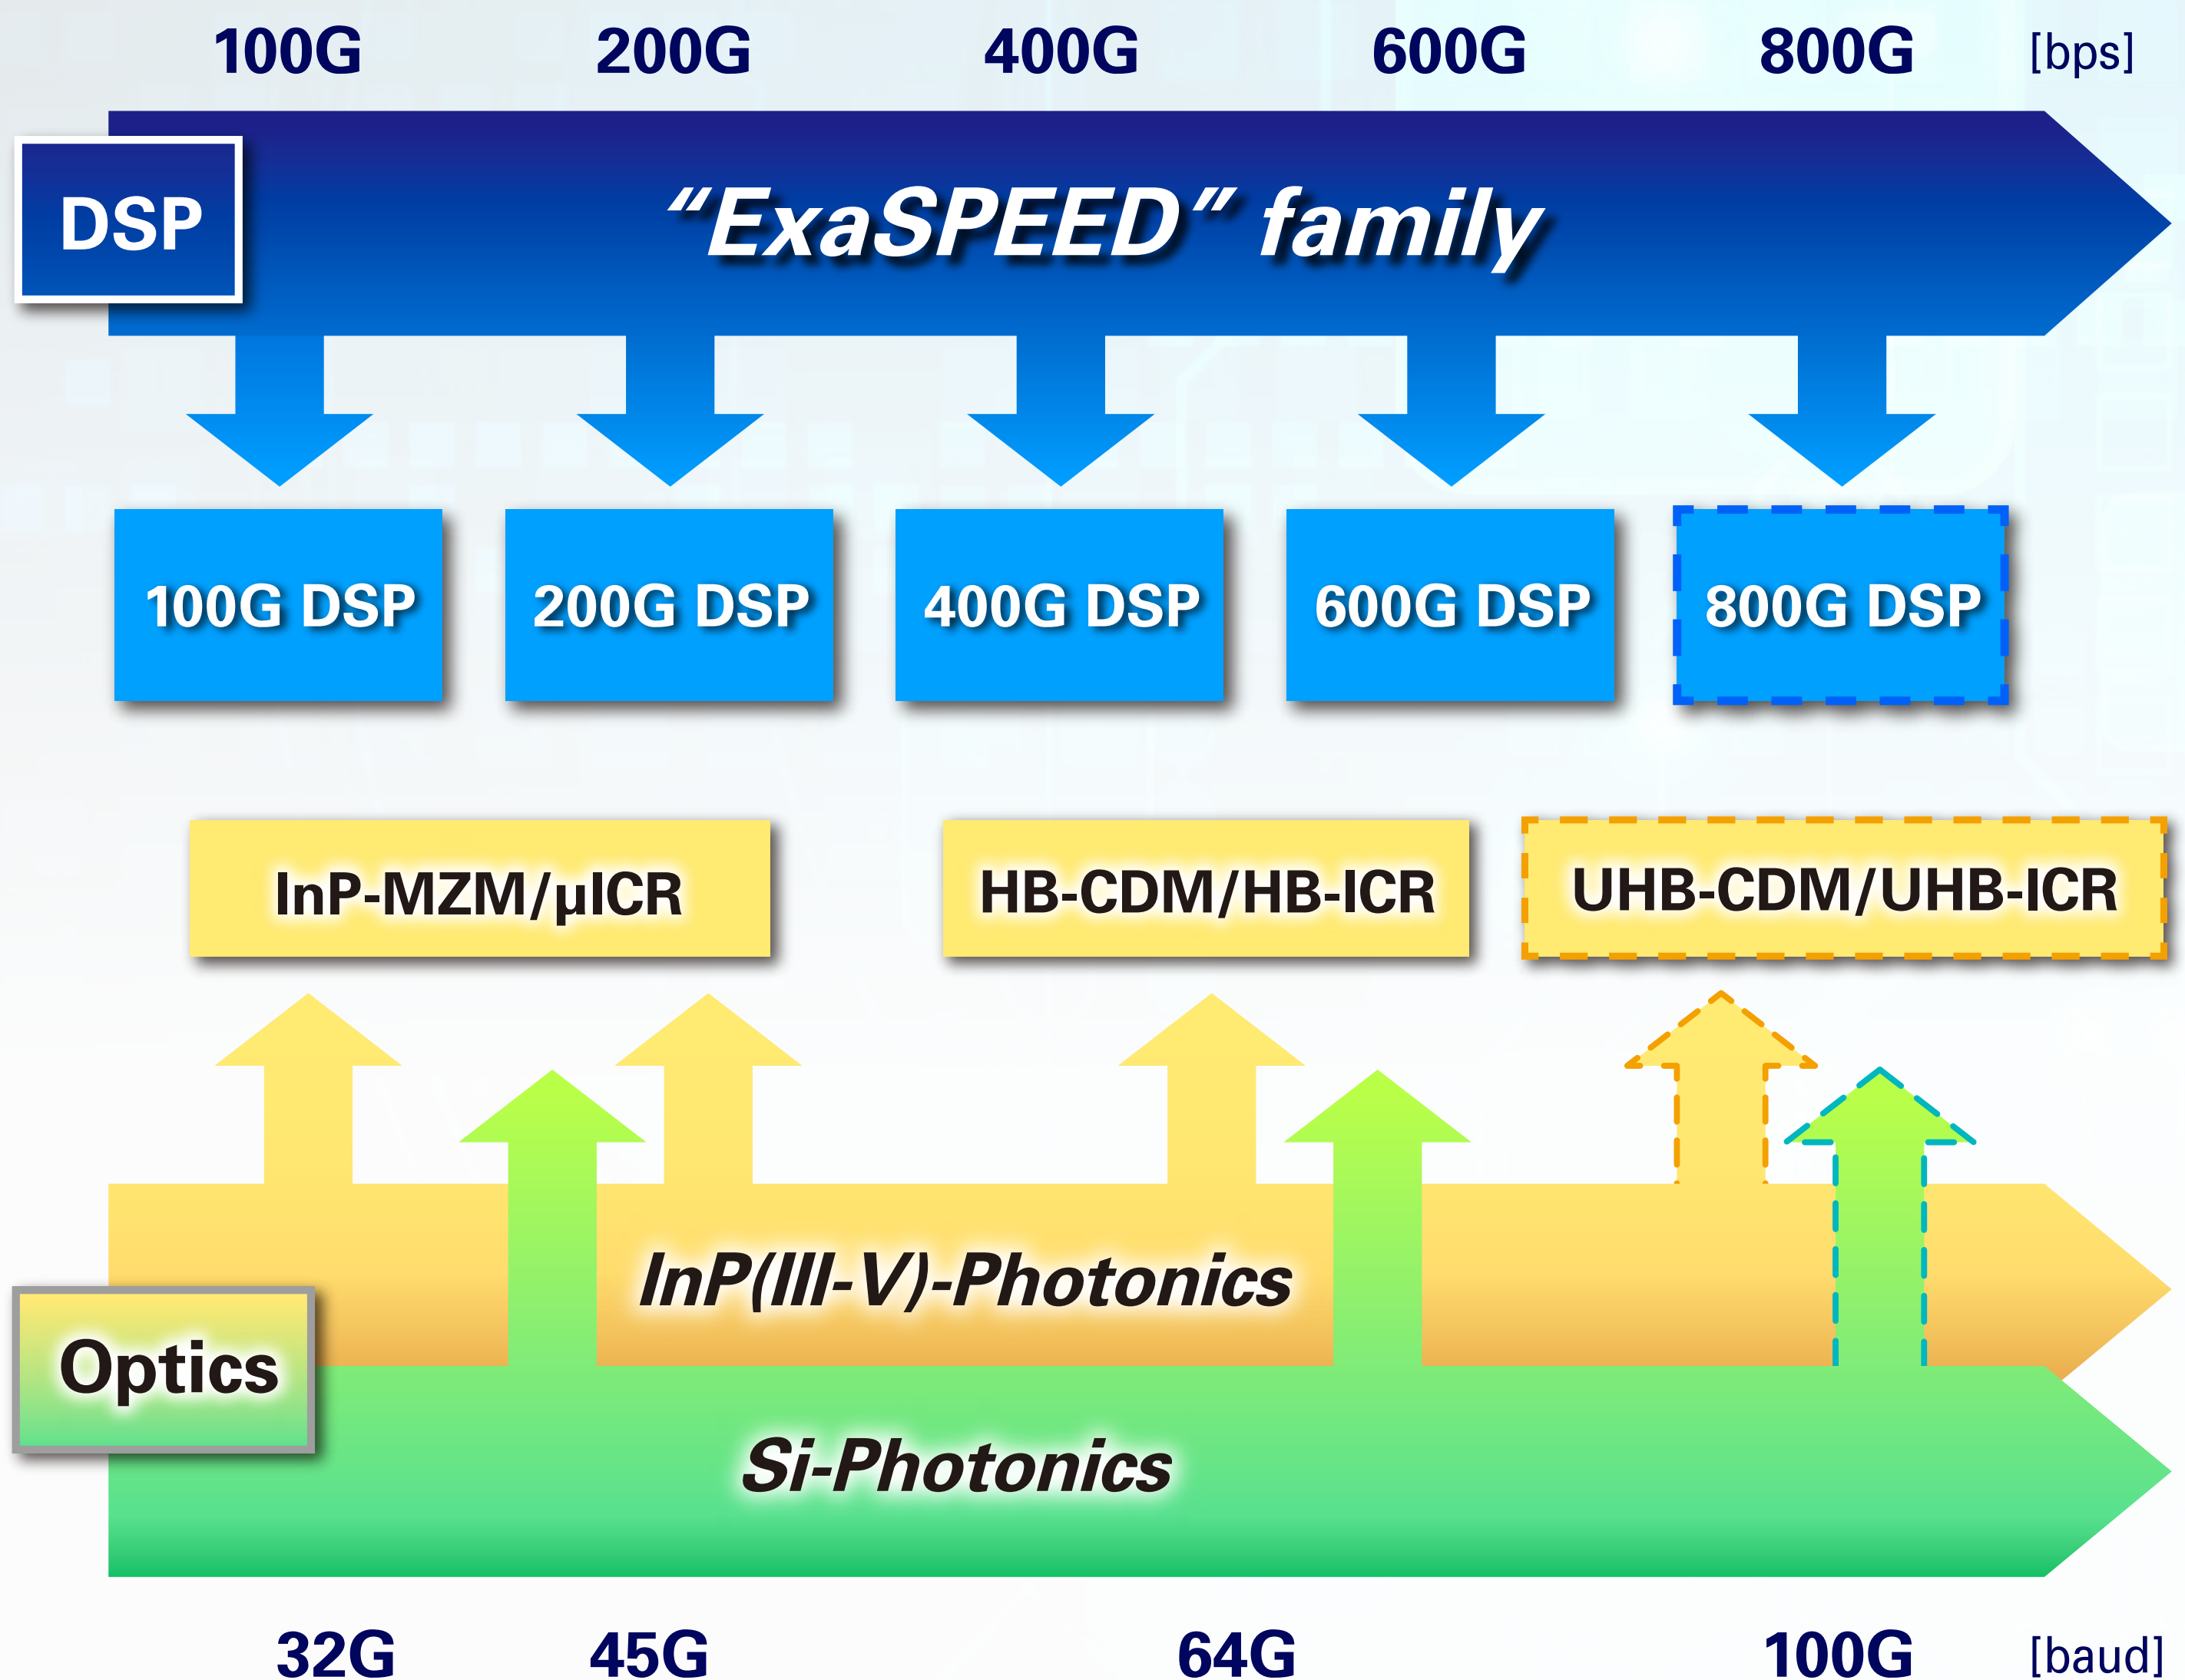 100G 200G 400G 600G 800G [bps]
DSP
“ExaSPEED” family
100G DSP 200G DSP 400G DSP 600G DSP 800G DSP
InP-MZM/μICR HB-CDM/HB-ICR UHB-CDM/UHB-ICR
InP(III-V)-Photonics
Optics
Si-Photonics
32G 45G 64G 100G [baud]